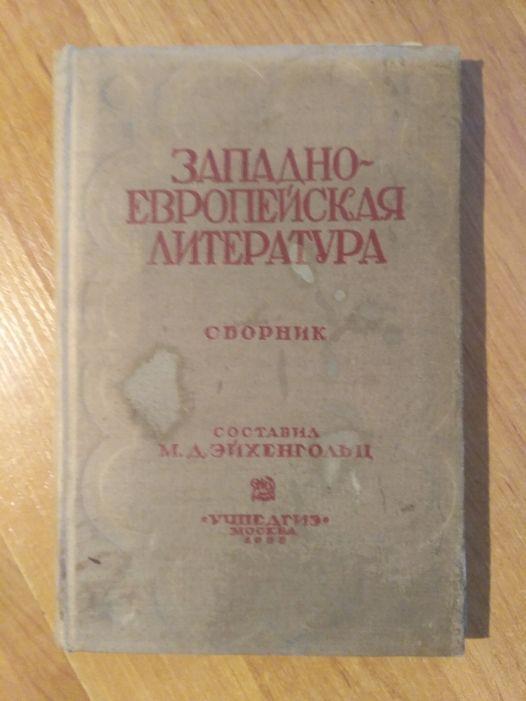 ЗАПАДНО-
ЕВРОПЕЙСКАЯ
ЛИТЕРАТУРА
СБОРНИК
СОСТАВИЛ
М. Д. ЭЙХЕНГОЛЬЦ
«УЧПЕДГИЗ»
МОСКВА